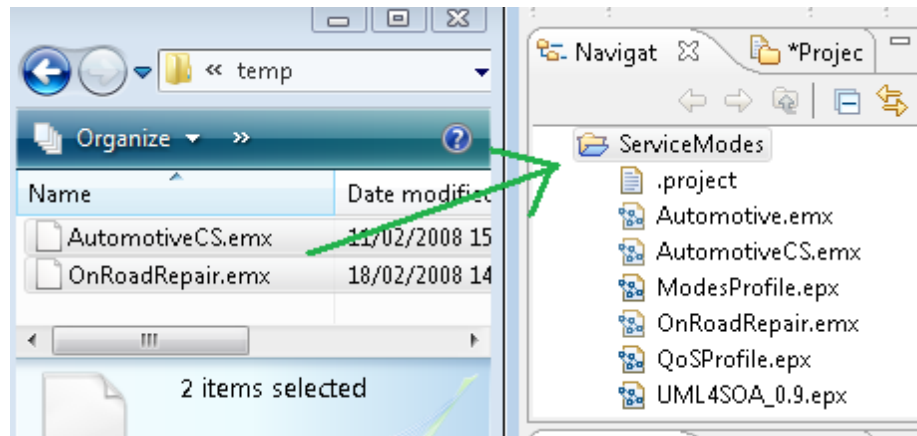 « temp
Organize »
Name Date modified
AutomotiveCS.emx 11/02/2008 15
OnRoadRepair.emx 18/02/2008 14
2 items selected
Navigat *Projec
ServiceModes
.project
Automotive.emx
AutomotiveCS.emx
ModesProfile.epx
OnRoadRepair.emx
QoSProfile.epx
UML4SOA_0.9.epx